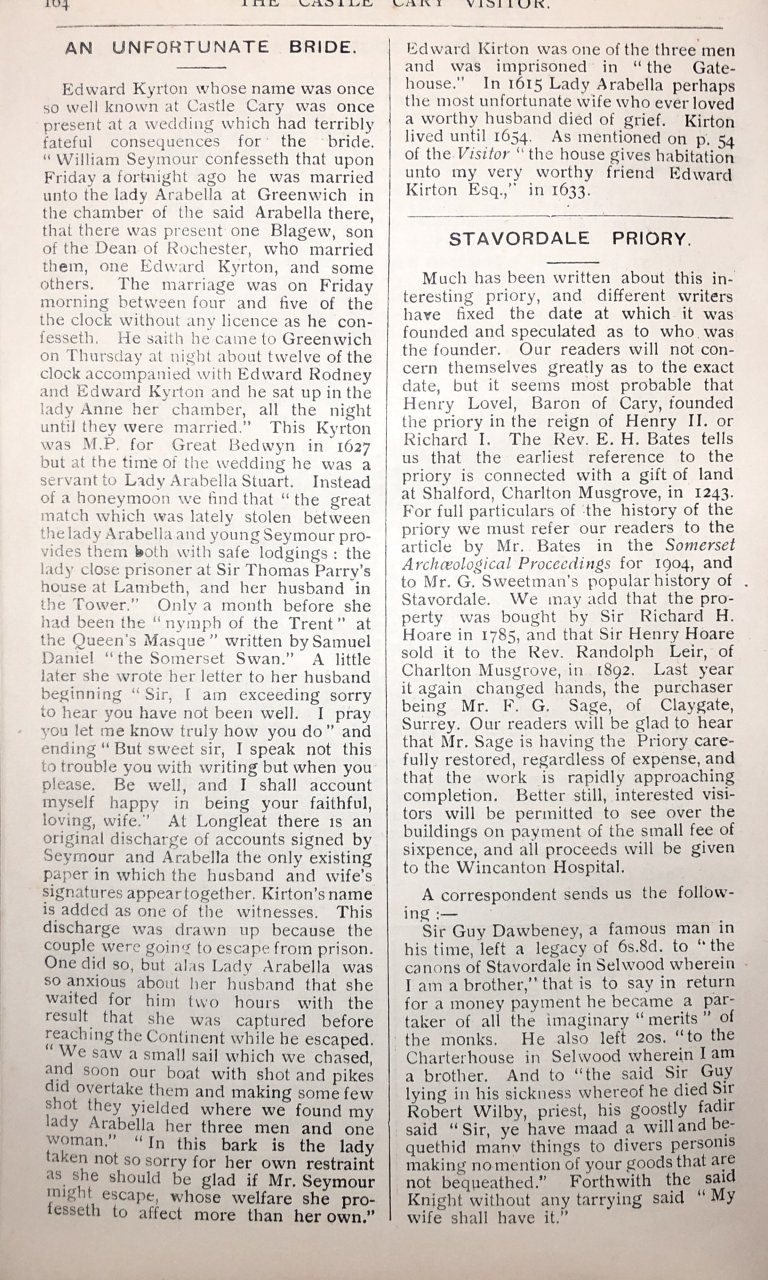 164 THE CASTLE CARY VISITOR.
AN UNFORTUNATE BRIDE.
Edward Kyrton whose name was once
so well known at Castle Cary was once
present at a wedding which had terribly
fateful consequences for the bride.
“ William Seymour confesseth that upon
Friday a fortnight ago he was married
unto the lady Arabella at Greenwich in
the chamber of the said Arabella there,
that there was present one Blagew, son
of the Dean of Rochester, who married
them, one Edward Kyrton, and some
others. The marriage was on Friday
morning between four and five of the
the clock without any licence as he con-
fesseth. He saith he came to Greenwich
on Thursday at night about twelve of the
clock accompanied with Edward Rodney
and Edward Kyrton and he sat up in the
lady Anne her chamber, all the night
until they were married.” This Kyrton
was M.P. for Great Bedwyn in 1627
but at the time of the wedding he was a
servant to Lady Arabella Stuart. Instead
of a honeymoon we find that “ the great
match which was lately stolen between
the lady Arabella and young Seymour pro-
vides them both with safe lodgings : the
lady close prisoner at Sir Thomas Parry’s
house at Lambeth, and her husband in
the Tower.” Only a month before she
had been the “ nymph of the Trent ” at
the Queen’s Masque ” written by Samuel
Daniel “ the Somerset Swan.” A little
later she wrote her letter to her husband
beginning “ Sir, I am exceeding sorry
to hear you have not been well. I pray
you let me know truly how you do ” and
ending “ But sweet sir, I speak not this
to trouble you with writing but when you
please. Be well, and I shall account
myself happy in being your faithful,
loving, wife.” At Longleat there is an
original discharge of accounts signed by
Seymour and Arabella the only existing
paper in which the husband and wife’s
signatures appear together. Kirton’s name
is added as one of the witnesses. This
discharge was drawn up because the
couple were going to escape from prison.
One did so, but alas Lady Arabella was
so anxious about her husband that she
waited for him two hours with the
result that she was captured before
reaching the Continent while he escaped.
“ We saw a small sail which we chased,
and soon our boat with shot and pikes
did overtake them and making some few
shot they yielded where we found my
lady Arabella her three men and one
woman.” “ In this bark is the lady
taken not so sorry for her own restraint
as she should be glad if Mr. Seymour
might escape, whose welfare she pro-
fesseth to affect more than her own.”
Edward Kirton was one of the three men
and was imprisoned in “ the Gate-
house.” In 1615 Lady Arabella perhaps
the most unfortunate wife who ever loved
a worthy husband died of grief. Kirton
lived until 1654. As mentioned on p. 54
of the Visitor “ the house gives habitation
unto my very worthy friend Edward
Kirton Esq.,” in 1633.
STAVORDALE PRIORY.
Much has been written about this in-
teresting priory, and different writers
have fixed the date at which it was
founded and speculated as to who was
the founder. Our readers will not con-
cern themselves greatly as to the exact
date, but it seems most probable that
Henry Lovel, Baron of Cary, founded
the priory in the reign of Henry II. or
Richard I. The Rev. E. H. Bates tells
us that the earliest reference to the
priory is connected with a gift of land
at Shalford, Charlton Musgrove, in 1243.
For full particulars of the history of the
priory we must refer our readers to the
article by Mr. Bates in the Somerset
Archæological Proceedings for 1904, and
to Mr. G. Sweetman’s popular history of
Stavordale. We may add that the pro-
perty was bought by Sir Richard H.
Hoare in 1785, and that Sir Henry Hoare
sold it to the Rev. Randolph Leir, of
Charlton Musgrove, in 1892. Last year
it again changed hands, the purchaser
being Mr. F. G. Sage, of Claygate,
Surrey. Our readers will be glad to hear
that Mr. Sage is having the Priory care-
fully restored, regardless of expense, and
that the work is rapidly approaching
completion. Better still, interested visi-
tors will be permitted to see over the
buildings on payment of the small fee of
sixpence, and all proceeds will be given
to the Wincanton Hospital.
A correspondent sends us the follow-
ing :—
Sir Guy Dawbeney, a famous man in
his time, left a legacy of 6s.8d. to “ the
canons of Stavordale in Selwood wherein
I am a brother,” that is to say in return
for a money payment he became a par-
taker of all the imaginary “ merits ” of
the monks. He also left 20s. “ to the
Charterhouse in Selwood wherein I am
a brother. And to “ the said Sir Guy
lying in his sickness whereof he died Sir
Robert Wilby, priest, his goostly fadir
said “ Sir, ye have maad a will and be-
quethid many things to divers personis
making no mention of your goods that are
not bequeathed.” Forthwith the said
Knight without any tarrying said “ My
wife shall have it.”